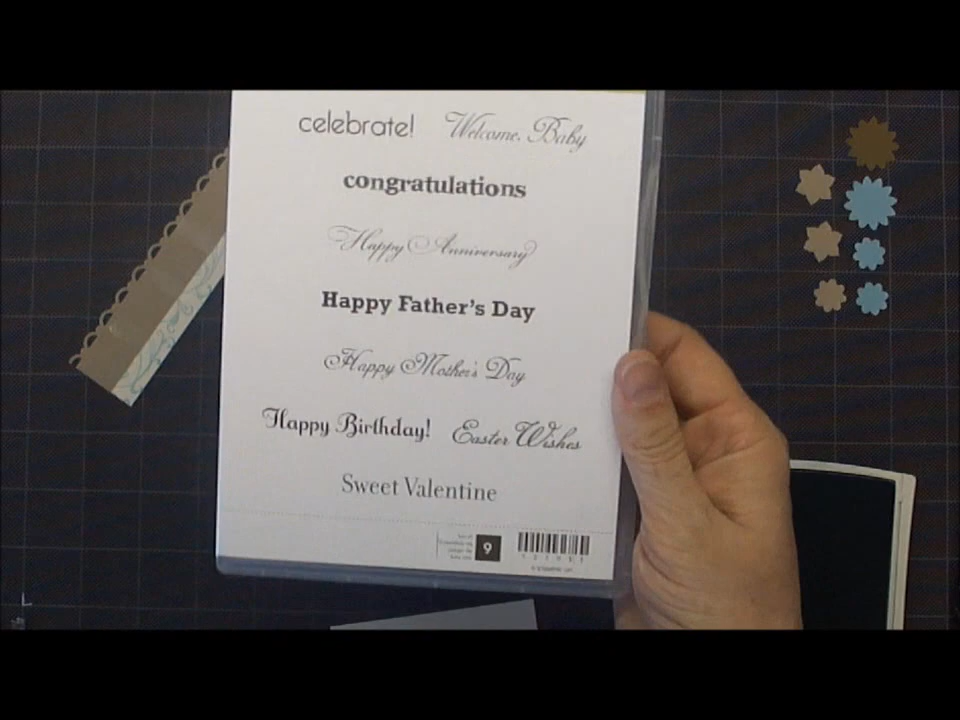 celebrate! Welcome, Baby
congratulations
Happy Anniversary
Happy Father's Day
Happy Mother's Day
Happy Birthday! Easter Wishes
Sweet Valentine
9